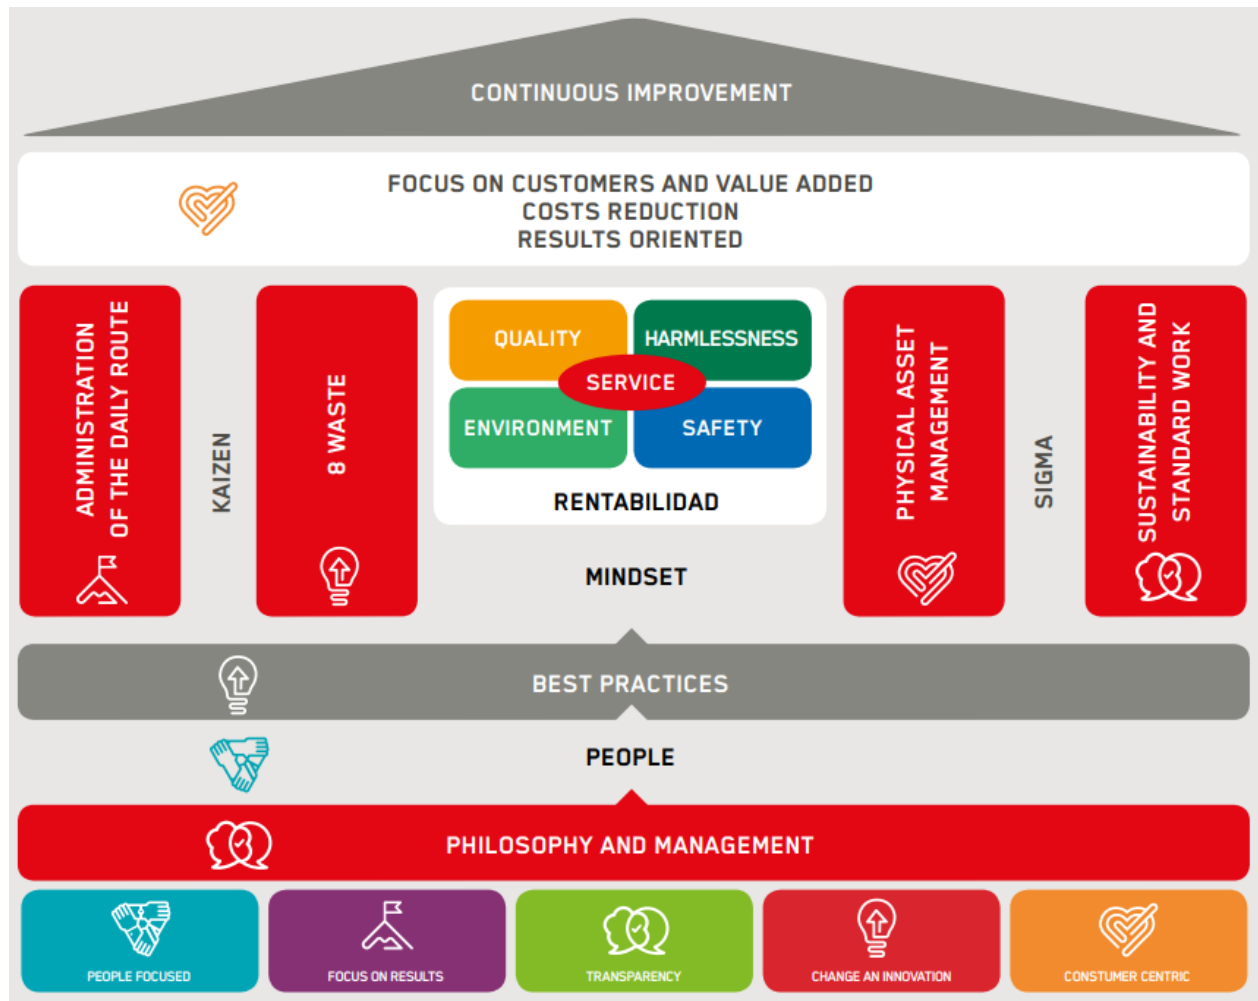 CONTINUOUS IMPROVEMENT
FOCUS ON CUSTOMERS AND VALUE ADDED
COSTS REDUCTION
RESULTS ORIENTED
ADMINISTRATION
OF THE DAILY ROUTE
KAIZEN
8 WASTE
QUALITY
HARMLESSNESS
SERVICE
ENVIRONMENT
SAFETY
RENTABILIDAD
MINDSET
PHYSICAL ASSET
MANAGEMENT
SIGMA
SUSTAINABILITY AND
STANDARD WORK
BEST PRACTICES
PEOPLE
PHILOSOPHY AND MANAGEMENT
PEOPLE FOCUSED
FOCUS ON RESULTS
TRANSPARENCY
CHANGE AN INNOVATION
CONSTUMER CENTRIC